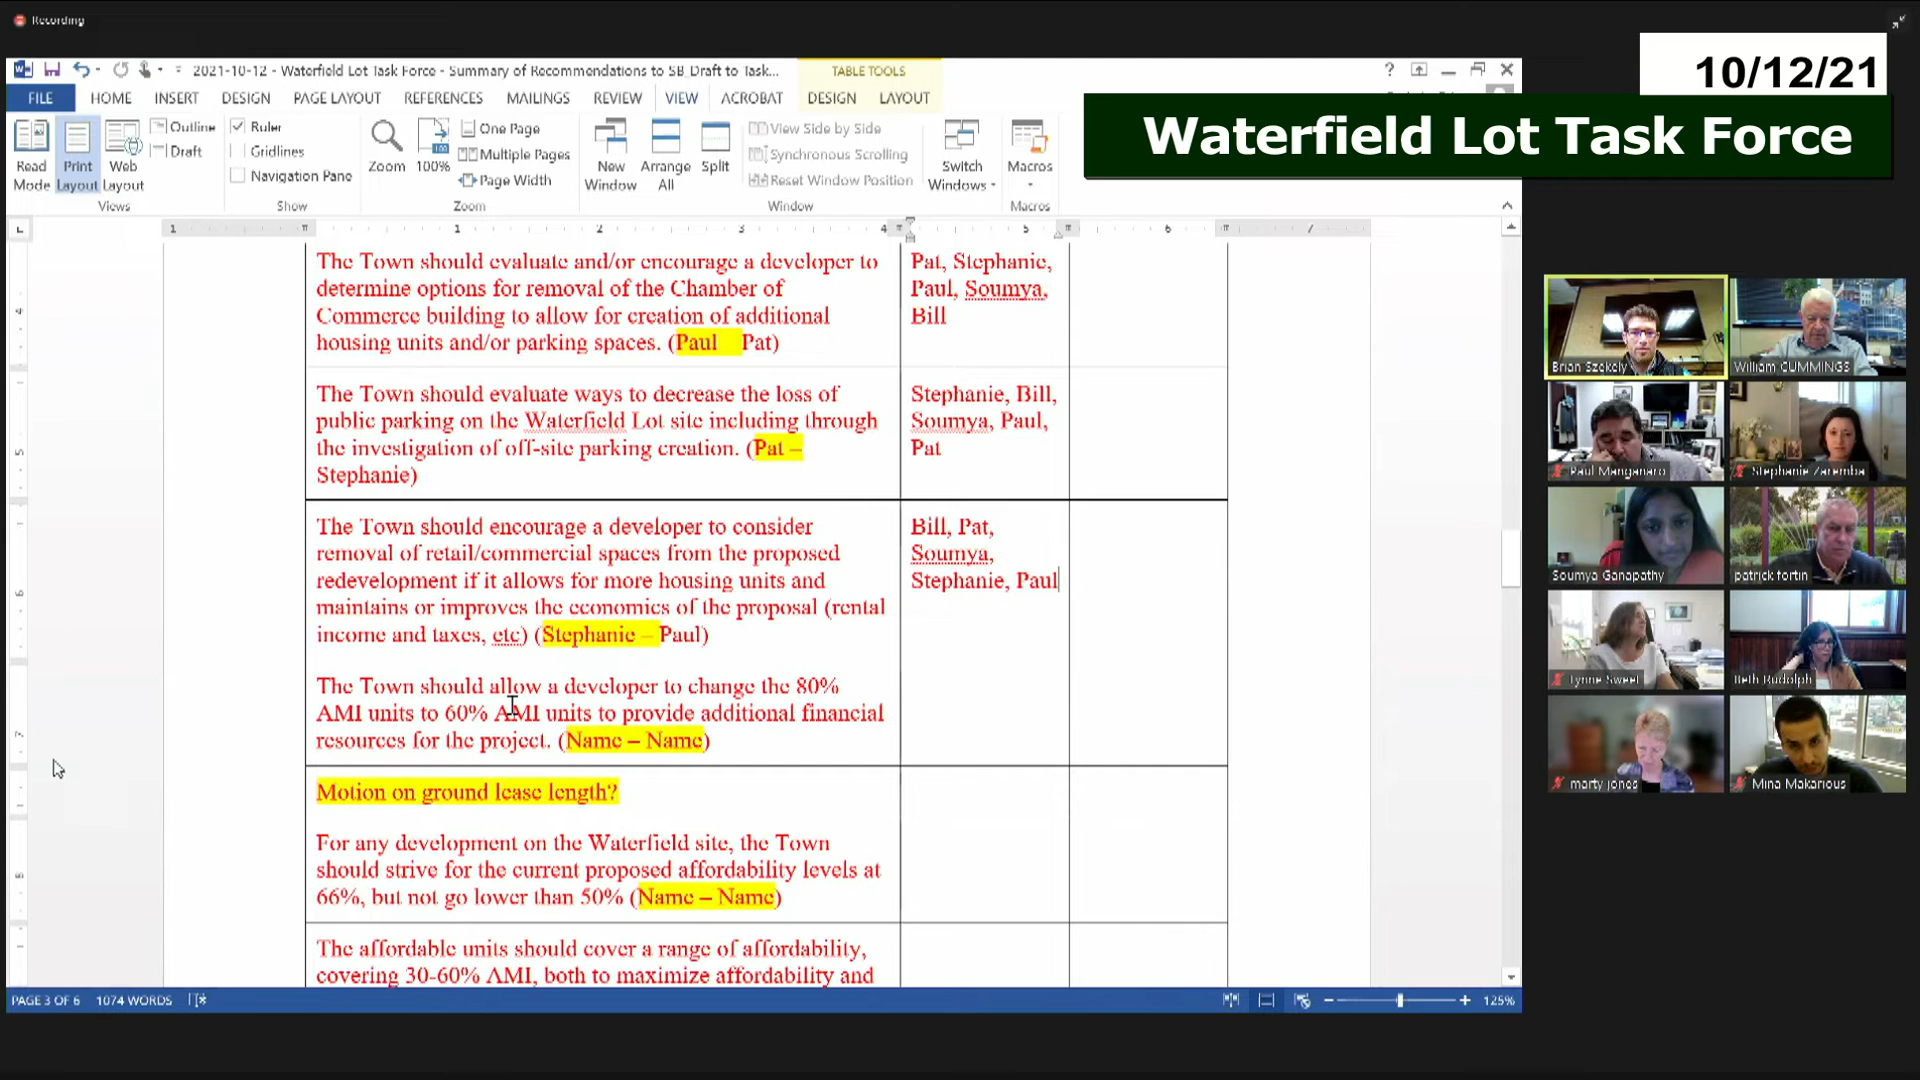 Recording
10/12/21
Waterfield Lot Task Force
2021-10-12 - Waterfield Lot Task Force - Summary of Recommendations to SB_Draft to Task...
TABLE TOOLS
?
FILE
HOME
INSERT
DESIGN
PAGE LAYOUT
REFERENCES
MAILINGS
REVIEW
VIEW
ACROBAT
DESIGN
LAYOUT
Read Mode
Print Layout
Web Layout
Outline
Draft
Views
Ruler
Gridlines
Navigation Pane
Show
Zoom
100%
One Page
Multiple Pages
Page Width
Zoom
New Window
Arrange All
Split
View Side by Side
Synchronous Scrolling
Reset Window Position
Window
Switch Windows
Macros
Macros
1 1 2 3 4 5 6 7
The Town should evaluate and/or encourage a developer to
determine options for removal of the Chamber of
Commerce building to allow for creation of additional
housing units and/or parking spaces. (Paul   Pat)
Pat, Stephanie,
Paul, Soumya,
Bill
The Town should evaluate ways to decrease the loss of
public parking on the Waterfield Lot site including through
the investigation of off-site parking creation. (Pat –
Stephanie)
Stephanie, Bill,
Soumya, Paul,
Pat
The Town should encourage a developer to consider
removal of retail/commercial spaces from the proposed
redevelopment if it allows for more housing units and
maintains or improves the economics of the proposal (rental
income and taxes, etc) (Stephanie – Paul)
Bill, Pat,
Soumya,
Stephanie, Paul
The Town should allow a developer to change the 80%
AMI units to 60% AMI units to provide additional financial
resources for the project. (Name – Name)
Motion on ground lease length?
For any development on the Waterfield site, the Town
should strive for the current proposed affordability levels at
66%, but not go lower than 50% (Name – Name)
The affordable units should cover a range of affordability,
covering 30-60% AMI, both to maximize affordability and
PAGE 3 OF 6
1074 WORDS
125%
Brian Szekely
William CUMMINGS
Paul Manganaro
Stephanie Zaremba
Soumya Ganapathy
patrick fortin
Lynne Sweet
Beth Rudolph
marty jones
Mina Makarious